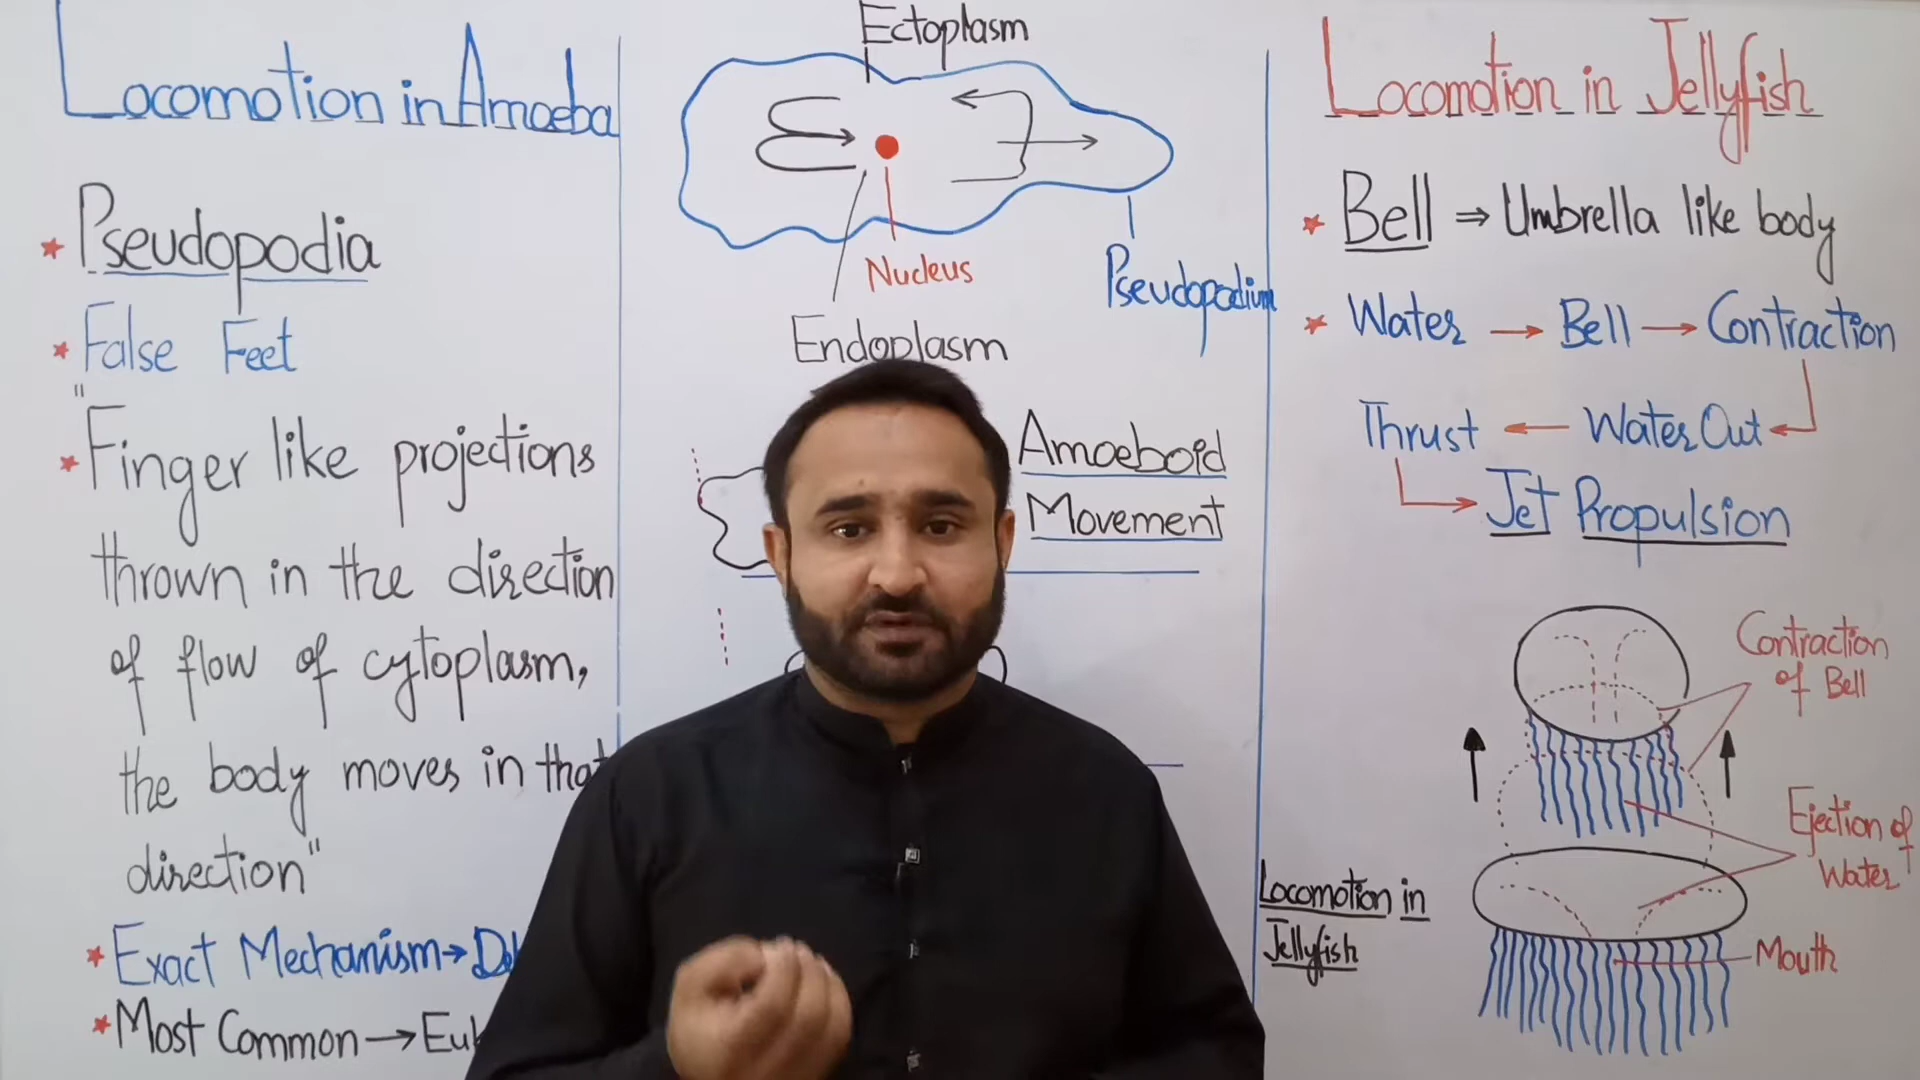 Locomotion in Amoeba
Pseudopodia
False Feet
"Finger like projections
thrown in the direction
of flow of cytoplasm,
the body moves in that
direction"
Exact Mechanism →
Most Common →
Ectoplasm
Nucleus
Pseudopodium
Endoplasm
Amoeboid
Movement
Locomotion in Jellyfish
Bell ⇒ Umbrella like body
Water → Bell → Contraction
Thrust ← Water Out
Jet Propulsion
Contraction
of Bell
Ejection of
Water
Mouth
Locomotion in
Jellyfish